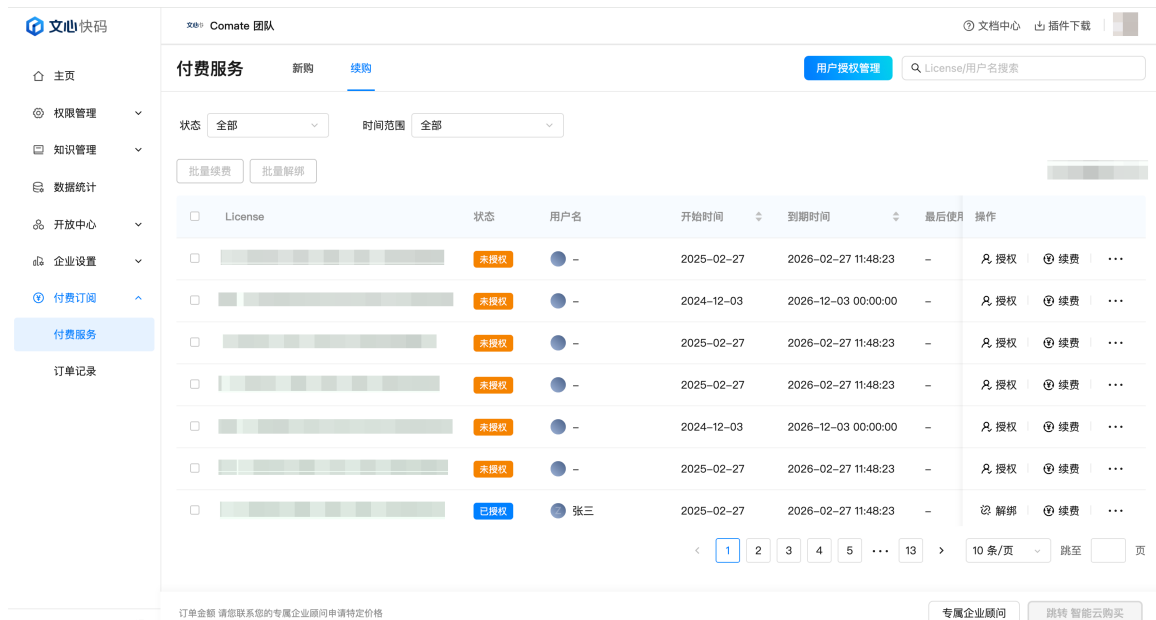 文心快码
文心快码 Comate 团队
文档中心 插件下载
主页
权限管理
知识管理
数据统计
开放中心
企业设置
付费订阅
付费服务
订单记录
付费服务 新购 续购 用户授权管理 License/用户名搜索
状态 全部 时间范围 全部
批量续费 批量解绑
License 状态 用户名 开始时间 到期时间 最后使用 操作
未授权 – 2025-02-27 2026-02-27 11:48:23 – 授权 续费 ···
未授权 – 2024-12-03 2026-12-03 00:00:00 – 授权 续费 ···
未授权 – 2025-02-27 2026-02-27 11:48:23 – 授权 续费 ···
未授权 – 2025-02-27 2026-02-27 11:48:23 – 授权 续费 ···
未授权 – 2024-12-03 2026-12-03 00:00:00 – 授权 续费 ···
未授权 – 2025-02-27 2026-02-27 11:48:23 – 授权 续费 ···
已授权 Z 张三 2025-02-27 2026-02-27 11:48:23 – 解绑 续费 ···
< 1 2 3 4 5 ··· 13 > 10 条/页 跳至 页
订单金额 请您联系您的专属企业顾问申请特定价格 专属企业顾问 跳转 智能云购买